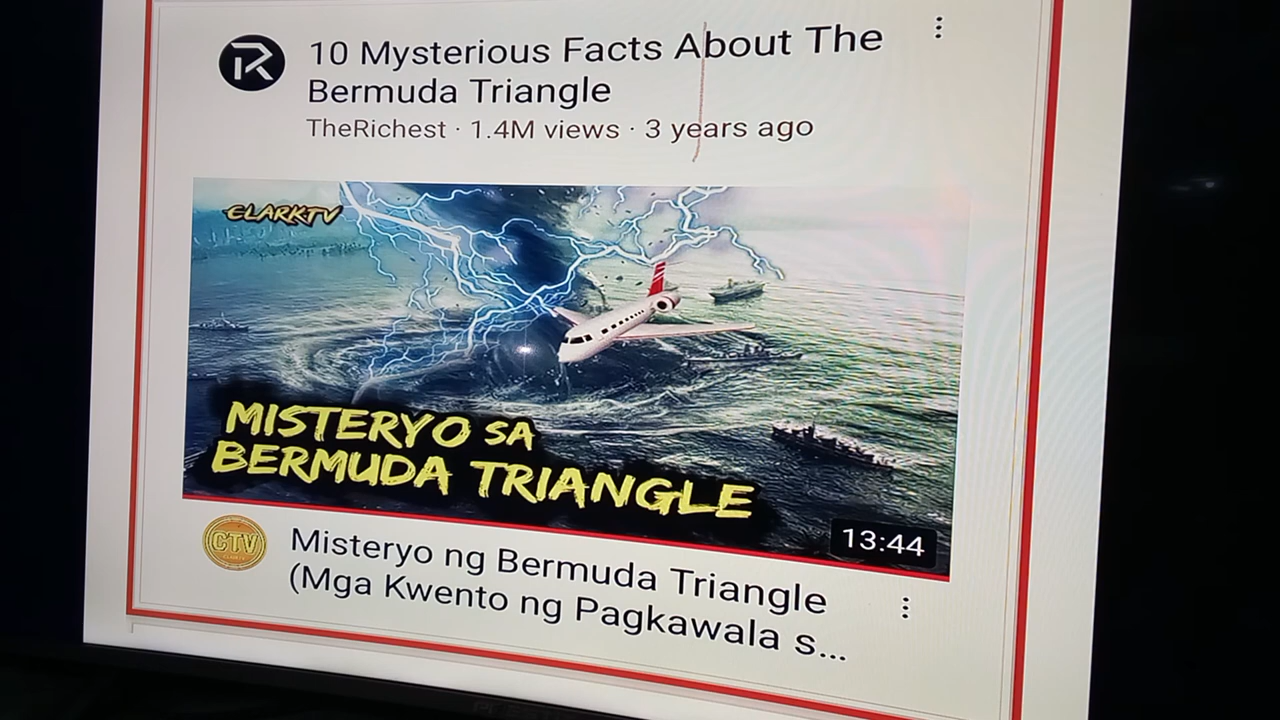 10 Mysterious Facts About The
Bermuda Triangle
TheRichest · 1.4M views · 3 years ago
CLARKTV
MISTERYO SA
BERMUDA TRIANGLE
13:44
CTV
Misteryo ng Bermuda Triangle
(Mga Kwento ng Pagkawala s...